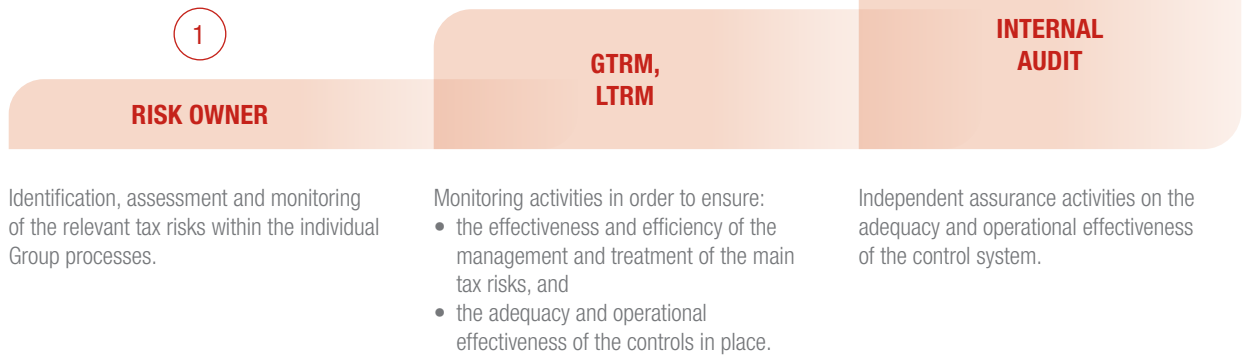 1
RISK OWNER
Identification, assessment and monitoring
of the relevant tax risks within the individual
Group processes.
GTRM,
LTRM
Monitoring activities in order to ensure:
• the effectiveness and efficiency of the
management and treatment of the main
tax risks, and
• the adequacy and operational
effectiveness of the controls in place.
INTERNAL
AUDIT
Independent assurance activities on the
adequacy and operational effectiveness
of the control system.